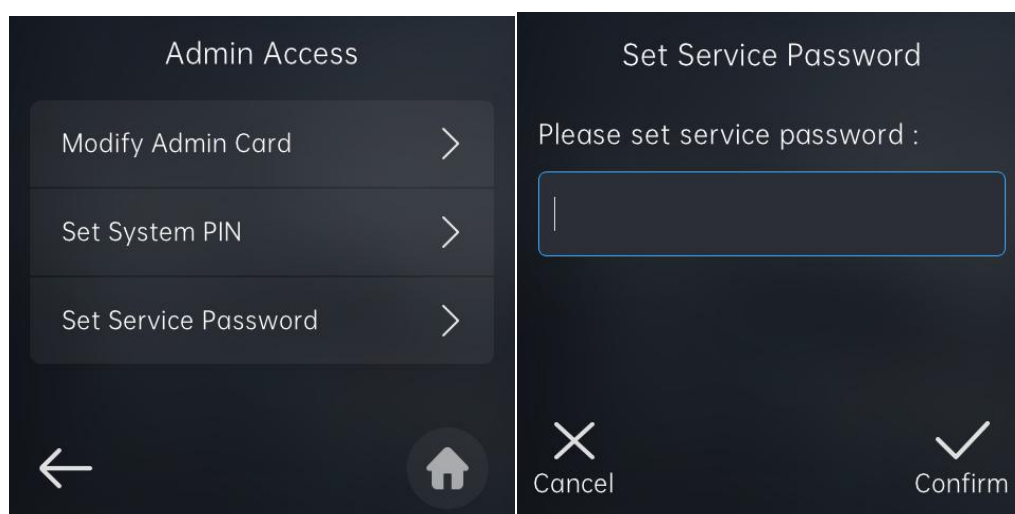 Admin Access
Modify Admin Card
Set System PIN
Set Service Password
Set Service Password
Please set service password :
Cancel
Confirm